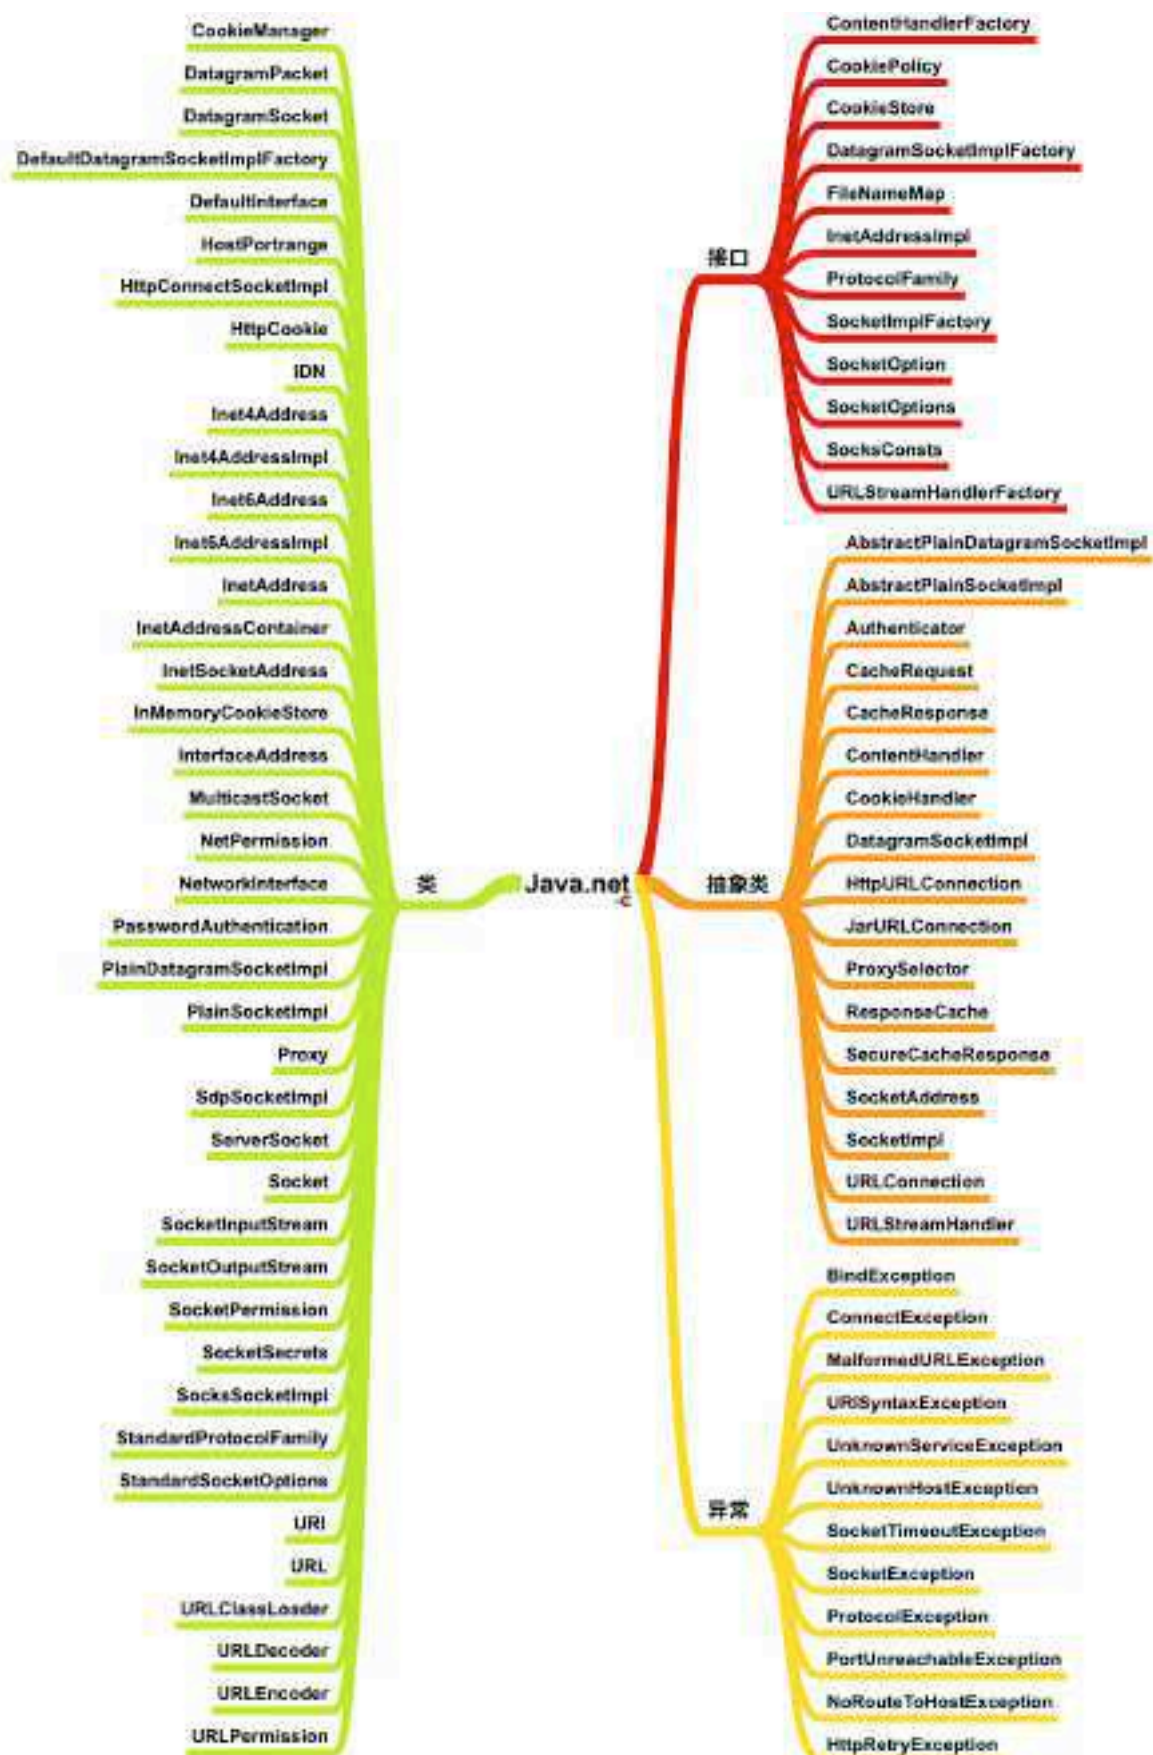 CookieManager
DatagramPacket
DatagramSocket
DefaultDatagramSocketImplFactory
DefaultInterface
HostPortrange
HttpConnectSocketImpl
HttpCookie
IDN
Inet4Address
Inet4AddressImpl
Inet6Address
Inet6AddressImpl
InetAddress
InetAddressContainer
InetSocketAddress
InMemoryCookieStore
InterfaceAddress
MulticastSocket
NetPermission
NetworkInterface
PasswordAuthentication
PlainDatagramSocketImpl
PlainSocketImpl
Proxy
SdpSocketImpl
ServerSocket
Socket
SocketInputStream
SocketOutputStream
SocketPermission
SocketSecrets
SocksSocketImpl
StandardProtocolFamily
StandardSocketOptions
URI
URL
URLClassLoader
URLDecoder
URLEncoder
URLPermission
类
Java.net
接口
ContentHandlerFactory
CookiePolicy
CookieStore
DatagramSocketImplFactory
FileNameMap
InetAddressImpl
ProtocolFamily
SocketImplFactory
SocketOption
SocketOptions
SocksConsts
URLStreamHandlerFactory
抽象类
AbstractPlainDatagramSocketImpl
AbstractPlainSocketImpl
Authenticator
CacheRequest
CacheResponse
ContentHandler
CookieHandler
DatagramSocketImpl
HttpURLConnection
JarURLConnection
ProxySelector
ResponseCache
SecureCacheResponse
SocketAddress
SocketImpl
URLConnection
URLStreamHandler
异常
BindException
ConnectException
MalformedURLException
URISyntaxException
UnknownServiceException
UnknownHostException
SocketTimeoutException
SocketException
ProtocolException
PortUnreachableException
NoRouteToHostException
HttpRetryException